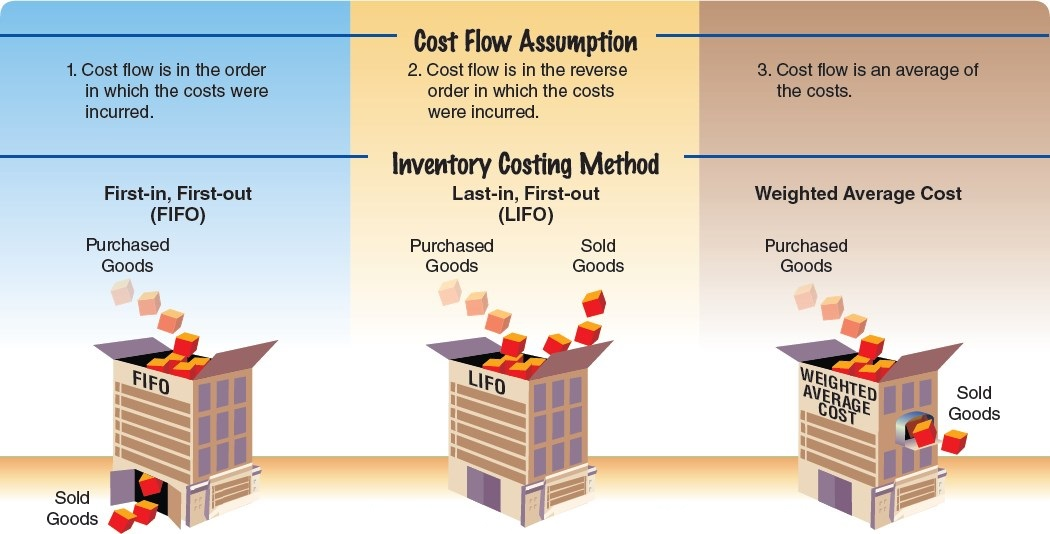 Cost Flow Assumption
1. Cost flow is in the order
in which the costs were
incurred.
2. Cost flow is in the reverse
order in which the costs
were incurred.
3. Cost flow is an average of
the costs.
Inventory Costing Method
First-in, First-out
(FIFO)
Purchased
Goods
FIFO
Sold
Goods
Last-in, First-out
(LIFO)
Purchased
Goods
Sold
Goods
LIFO
Weighted Average Cost
Purchased
Goods
WEIGHTED
AVERAGE
COST
Sold
Goods